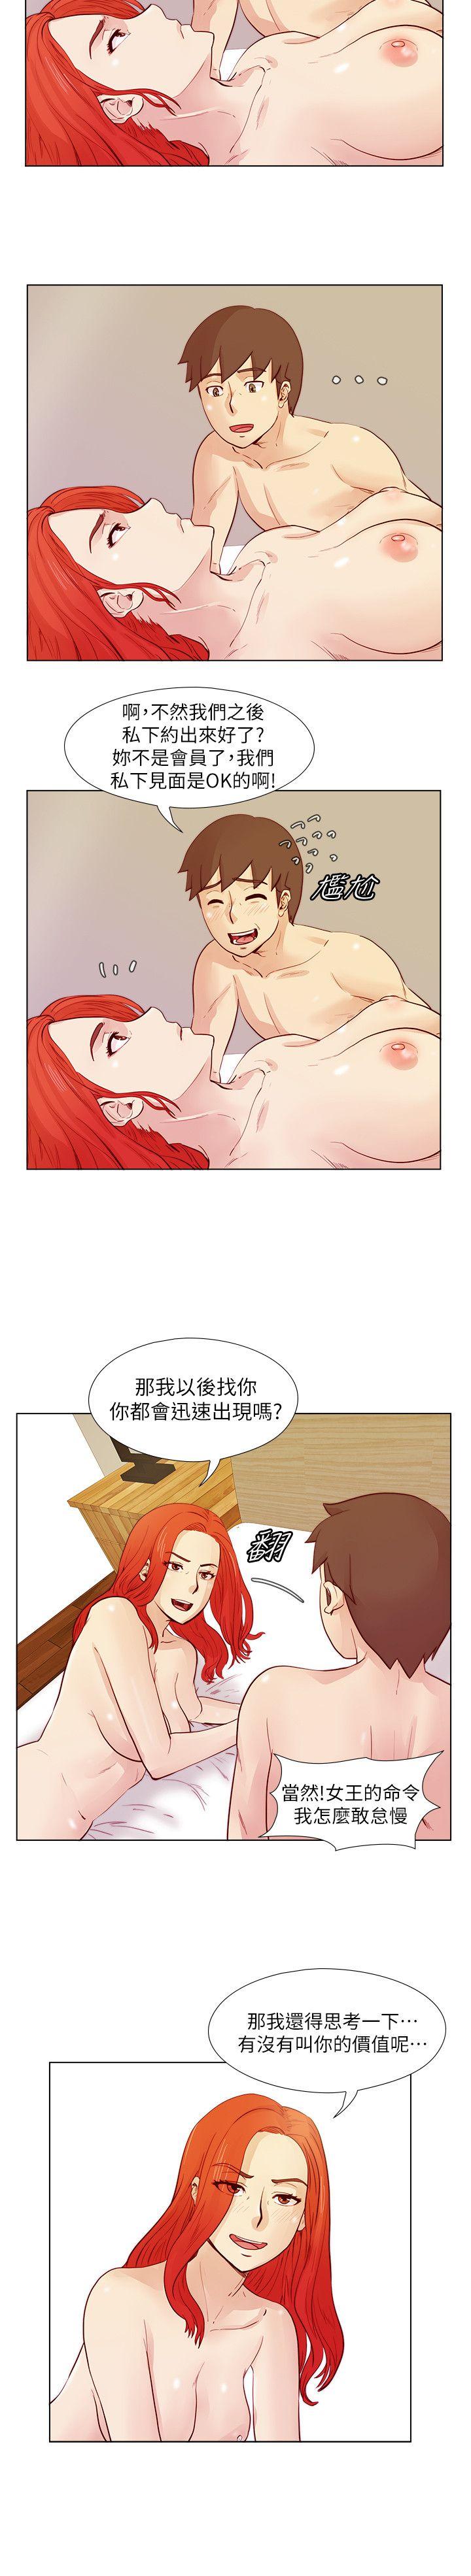 啊,不然我們之後
私下約出來好了?
妳不是會員了,我們
私下見面是OK的啊!
尷尬
那我以後找你
你都會迅速出現嗎?
翻
當然!女王的命令
我怎麼敢怠慢
那我還得思考一下…
有沒有叫你的價值呢…